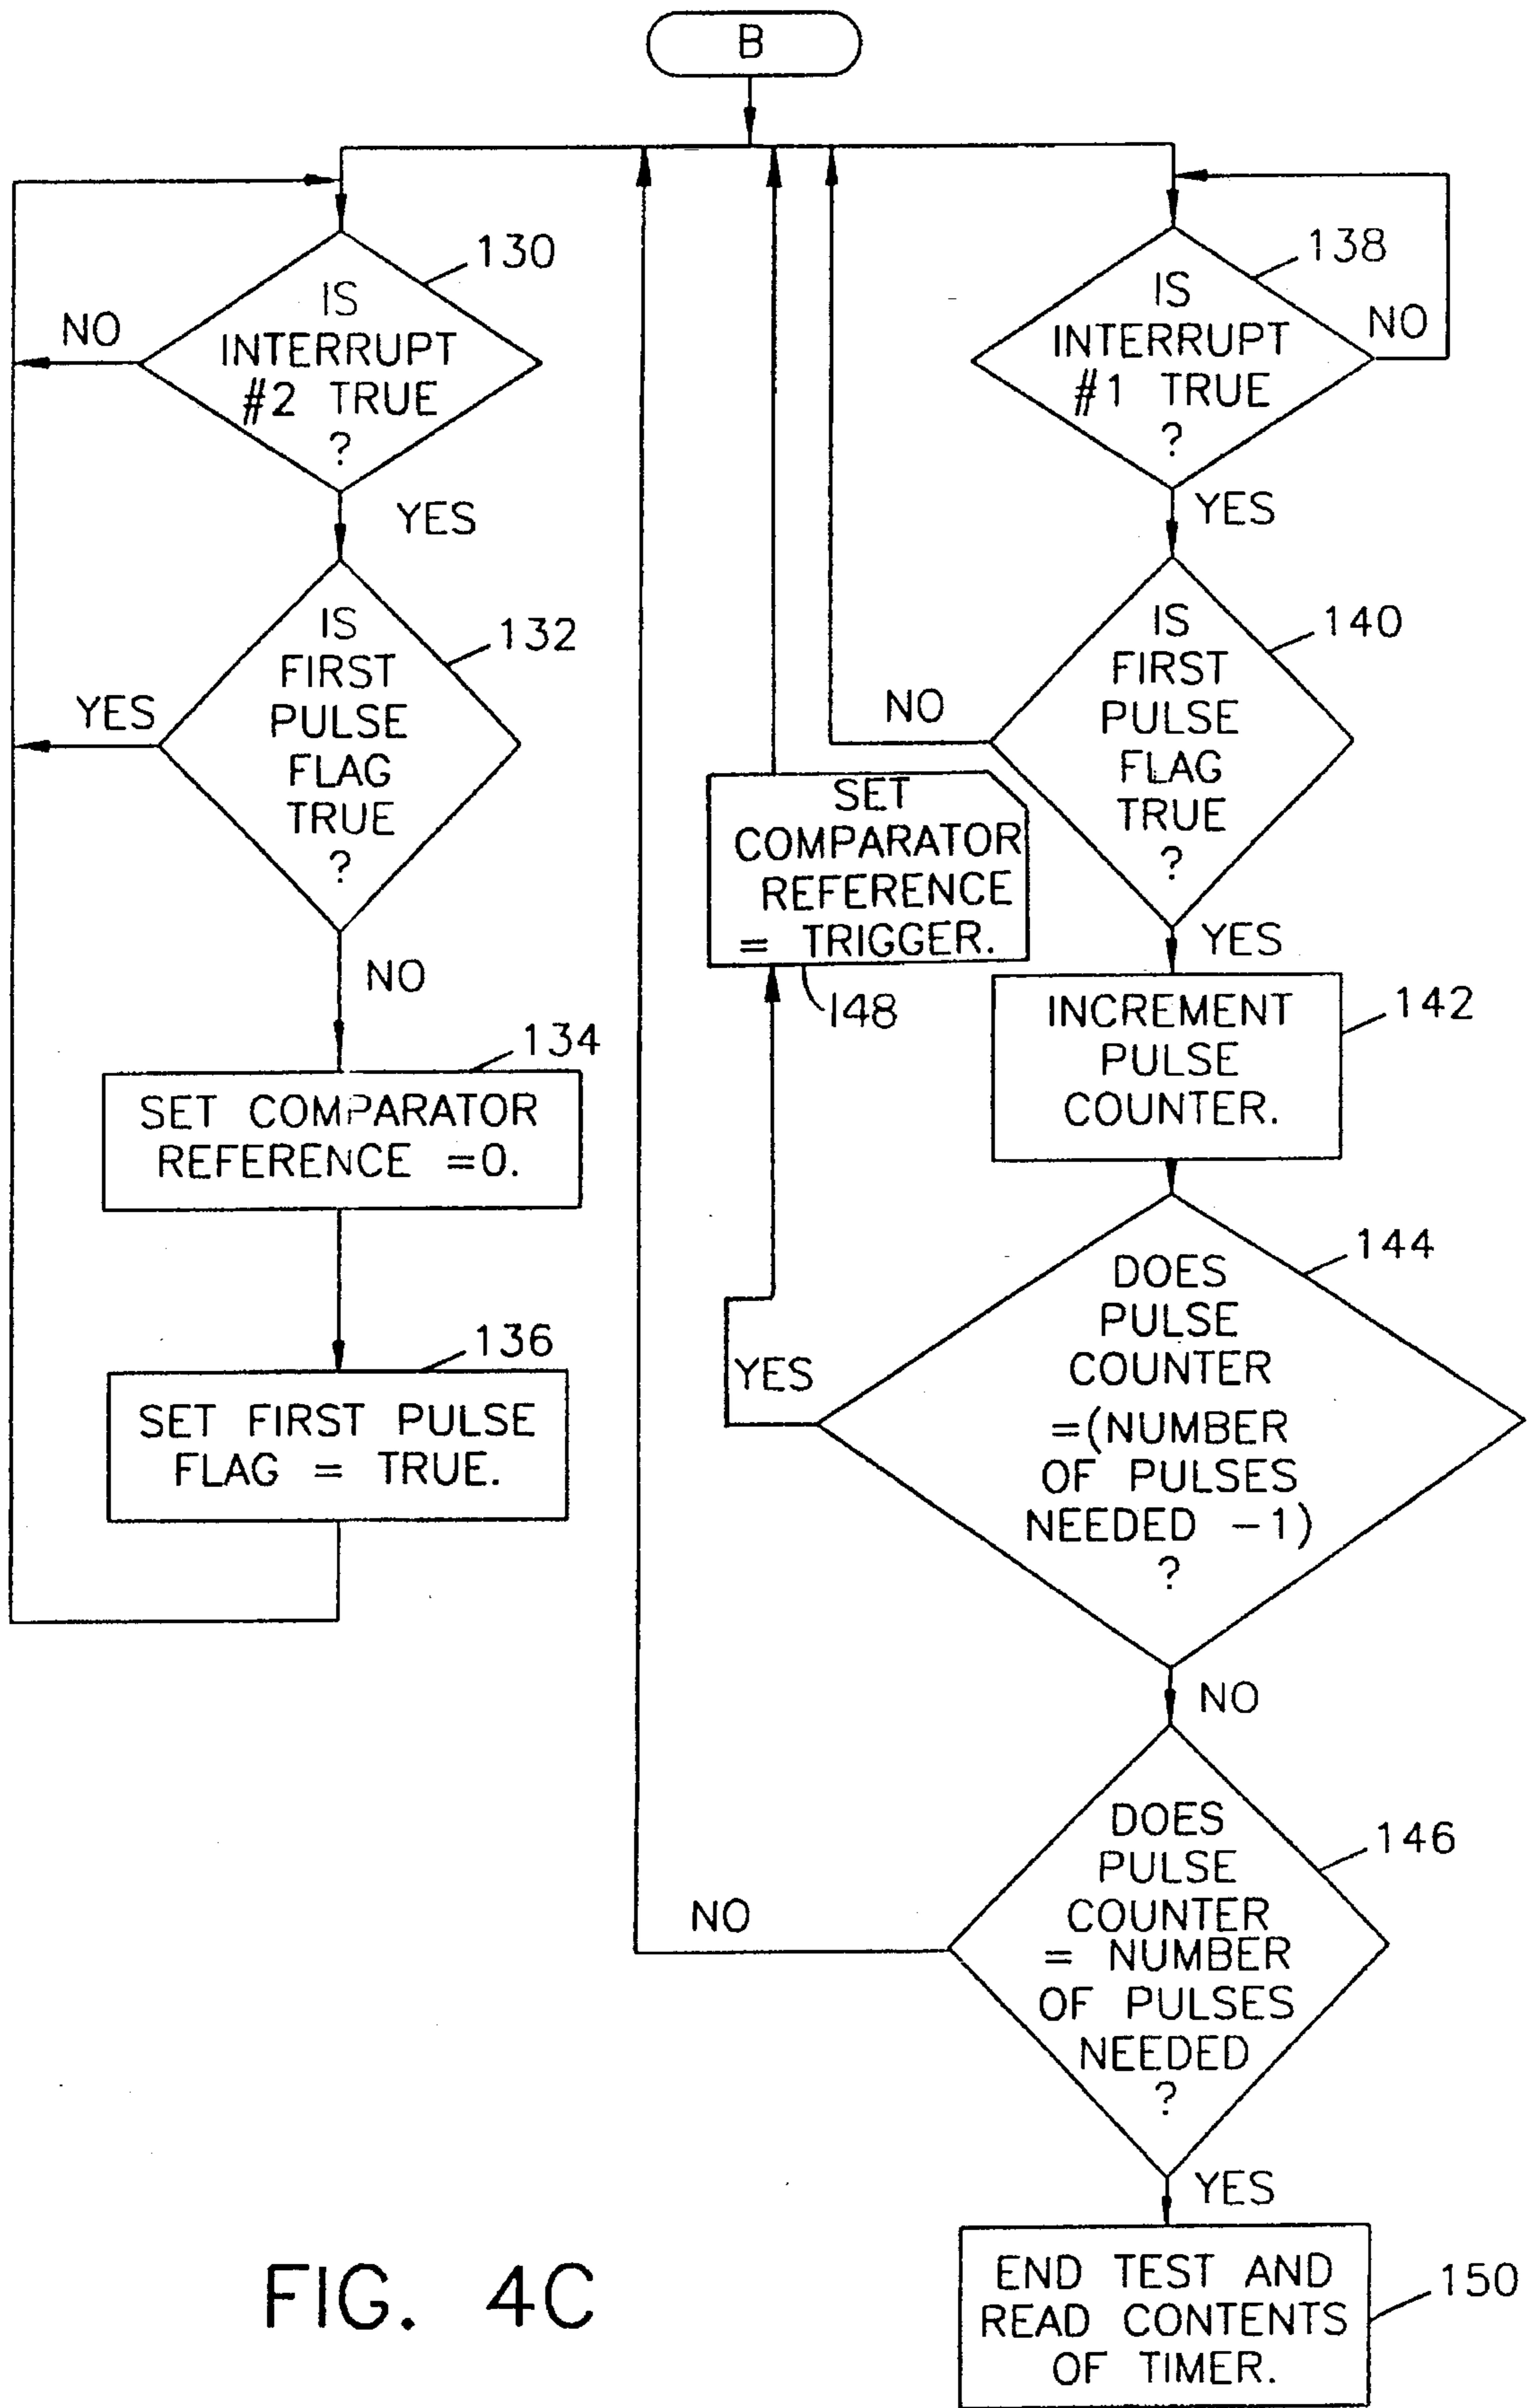 B
130
IS
INTERRUPT
#2 TRUE
?
NO
YES
IS
FIRST
PULSE
FLAG
TRUE
?
132
YES
NO
134
SET COMPARATOR
REFERENCE =0.
136
SET FIRST PULSE
FLAG = TRUE.
138
IS
INTERRUPT
#1 TRUE
?
NO
YES
140
IS
FIRST
PULSE
FLAG
TRUE
?
NO
YES
SET
COMPARATOR
REFERENCE
= TRIGGER.
148
INCREMENT
PULSE
COUNTER.
142
144
DOES
PULSE
COUNTER
=(NUMBER
OF PULSES
NEEDED -1)
?
YES
NO
146
DOES
PULSE
COUNTER
= NUMBER
OF PULSES
NEEDED
?
NO
YES
END TEST AND
READ CONTENTS
OF TIMER.
150
FIG. 4C